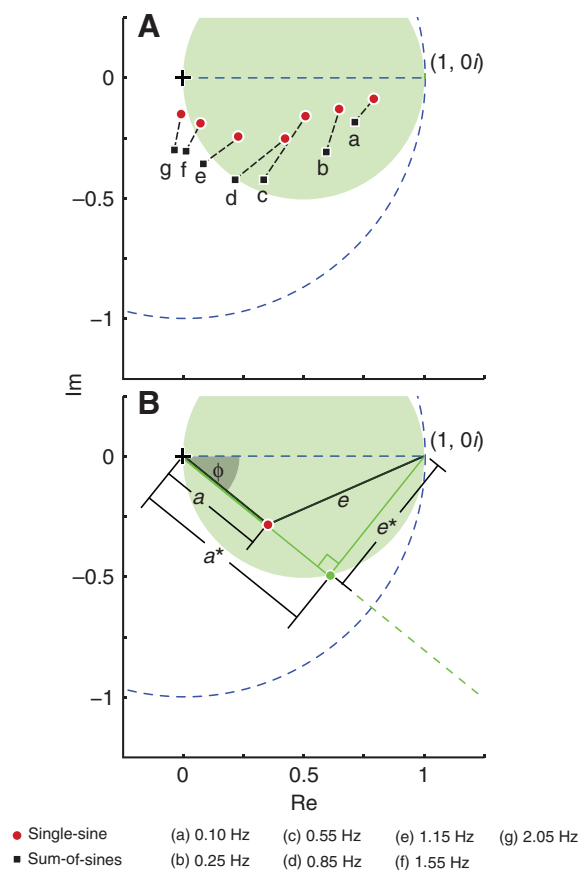 A
(1, 0i)
0
a
b
g
f
e
d
c
−0.5
−1
Im
B
(1, 0i)
0
ϕ
a
e
e*
a*
−0.5
−1
0
0.5
1
Re
Single-sine
(a) 0.10 Hz
(c) 0.55 Hz
(e) 1.15 Hz
(g) 2.05 Hz
Sum-of-sines
(b) 0.25 Hz
(d) 0.85 Hz
(f) 1.55 Hz